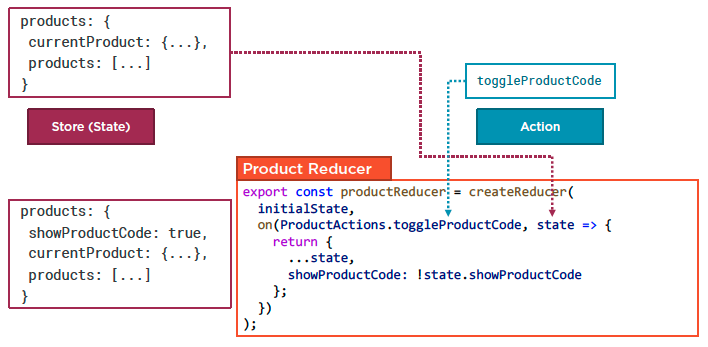 products: {
currentProduct: {...},
products: [...]
}
toggleProductCode
Store (State)
Action
Product Reducer
export const productReducer = createReducer(
initialState,
on(ProductActions.toggleProductCode, state => {
return {
...state,
showProductCode: !state.showProductCode
};
})
);
products: {
showProductCode: true,
currentProduct: {...},
products: [...]
}